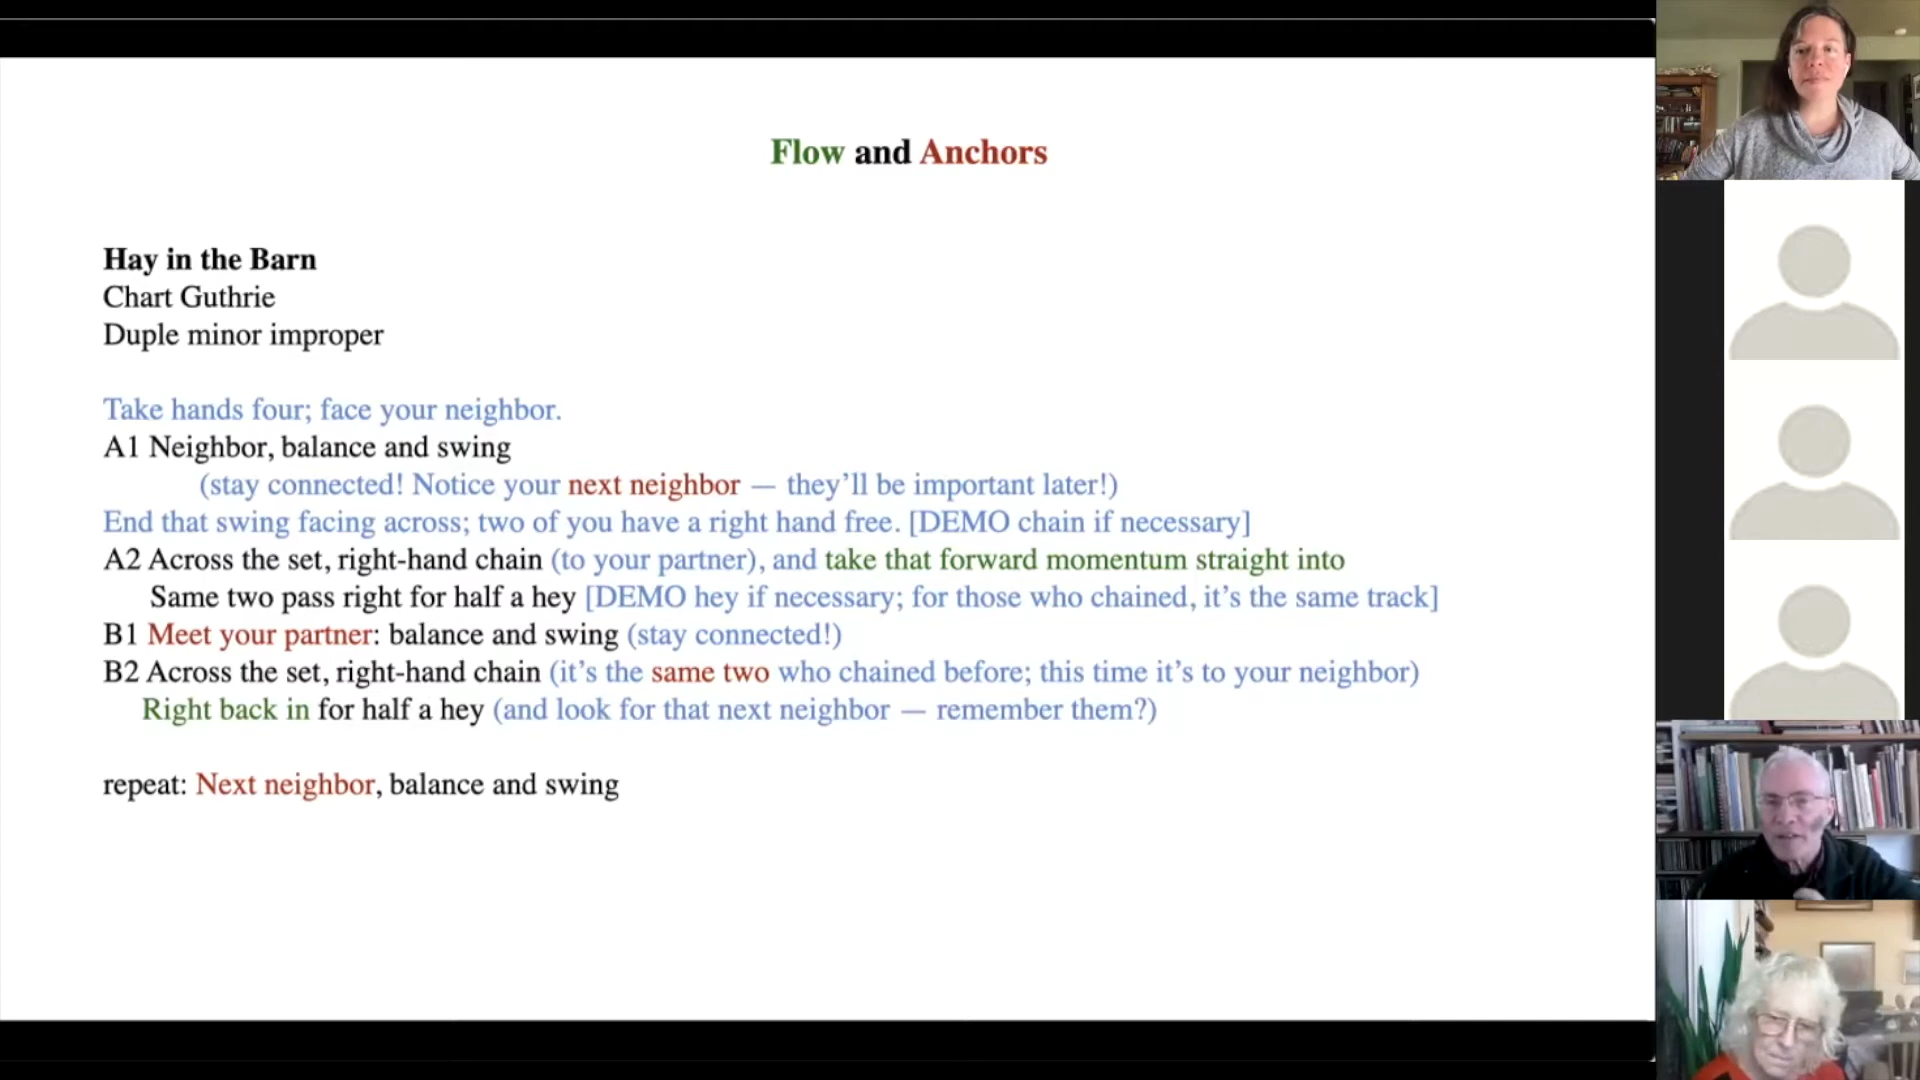 Flow and Anchors
Hay in the Barn
Chart Guthrie
Duple minor improper
Take hands four; face your neighbor.
A1 Neighbor, balance and swing
(stay connected! Notice your next neighbor — they’ll be important later!)
End that swing facing across; two of you have a right hand free. [DEMO chain if necessary]
A2 Across the set, right-hand chain (to your partner), and take that forward momentum straight into
Same two pass right for half a hey [DEMO hey if necessary; for those who chained, it’s the same track]
B1 Meet your partner: balance and swing (stay connected!)
B2 Across the set, right-hand chain (it’s the same two who chained before; this time it’s to your neighbor)
Right back in for half a hey (and look for that next neighbor — remember them?)
repeat: Next neighbor, balance and swing